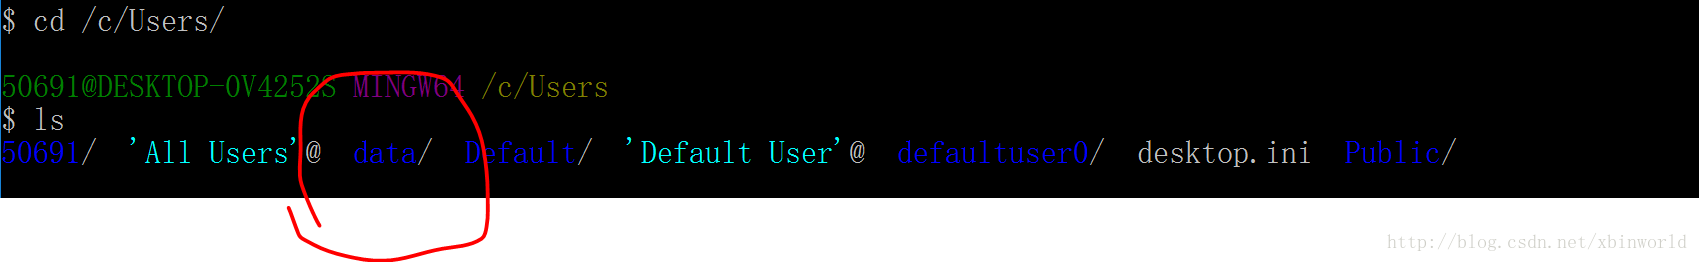 $ cd /c/Users/
50691@DESKTOP-OV4252S MINGW64 /c/Users
$ ls
50691/  'All Users'@  data/  Default/  'Default User'@  defaultuser0/  desktop.ini  Public/
http://blog.csdn.net/xbinworld